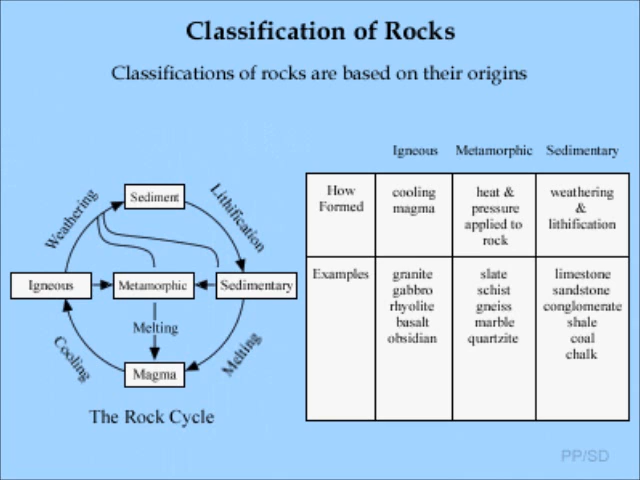 Classification of Rocks
Classifications of rocks are based on their origins
Igneous Metamorphic Sedimentary
How
Formed
cooling
magma
heat &
pressure
applied to
rock
weathering
&
lithification
Examples
granite
gabbro
rhyolite
basalt
obsidian
slate
schist
gneiss
marble
quartzite
limestone
sandstone
conglomerate
shale
coal
chalk
Sediment
Weathering
Lithification
Igneous
Metamorphic
Sedimentary
Melting
Cooling
Melting
Magma
The Rock Cycle
PP/SD